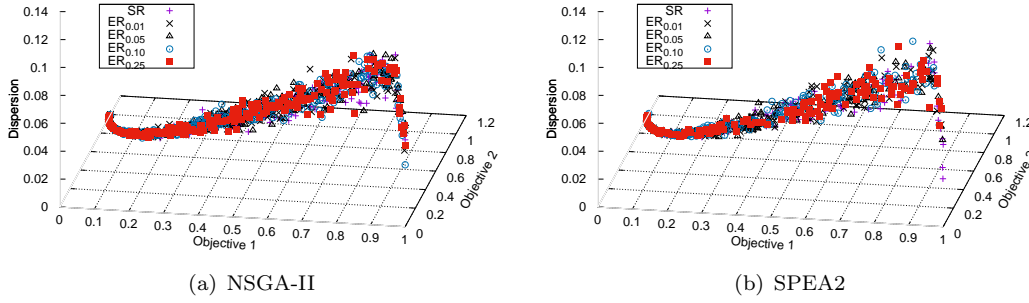 SR
ER0.01
ER0.05
ER0.10
ER0.25
0.14
0.12
0.1
0.08
0.06
0.04
0.02
0
Dispersion
0 0.1 0.2 0.3 0.4 0.5 0.6 0.7 0.8 0.9 1
Objective 1
0 0.2 0.4 0.6 0.8 1 1.2
Objective 2
(a) NSGA-II
SR
ER0.01
ER0.05
ER0.10
ER0.25
0.14
0.12
0.1
0.08
0.06
0.04
0.02
0
Dispersion
0 0.1 0.2 0.3 0.4 0.5 0.6 0.7 0.8 0.9 1
Objective 1
0 0.2 0.4 0.6 0.8 1 1.2
Objective 2
(b) SPEA2